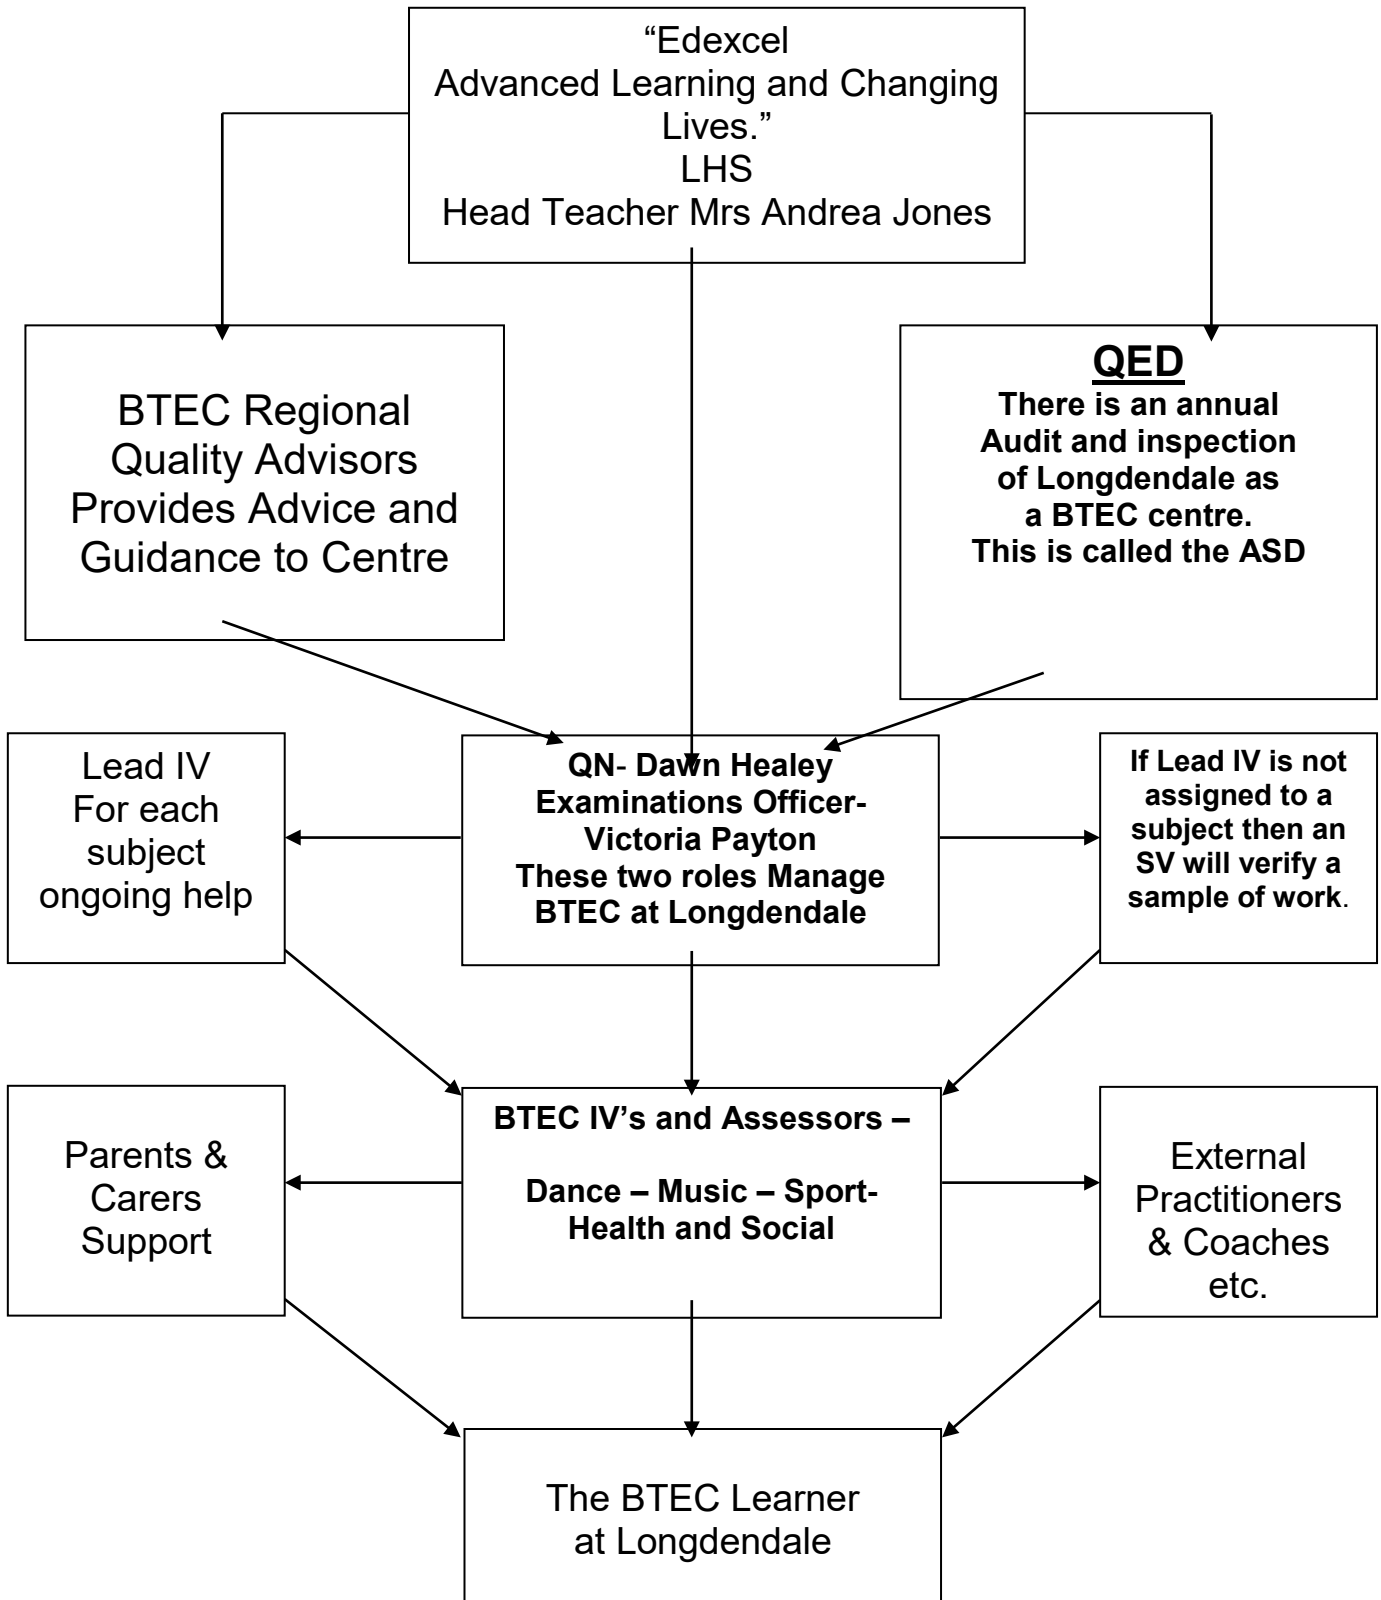 “Edexcel
Advanced Learning and Changing
Lives.”
LHS
Head Teacher Mrs Andrea Jones
BTEC Regional
Quality Advisors
Provides Advice and
Guidance to Centre
QED
There is an annual
Audit and inspection
of Longdendale as
a BTEC centre.
This is called the ASD
Lead IV
For each
subject
ongoing help
QN- Dawn Healey
Examinations Officer-
Victoria Payton
These two roles Manage
BTEC at Longdendale
If Lead IV is not
assigned to a
subject then an
SV will verify a
sample of work.
Parents &
Carers
Support
BTEC IV’s and Assessors –
Dance – Music – Sport-
Health and Social
External
Practitioners
& Coaches
etc.
The BTEC Learner
at Longdendale